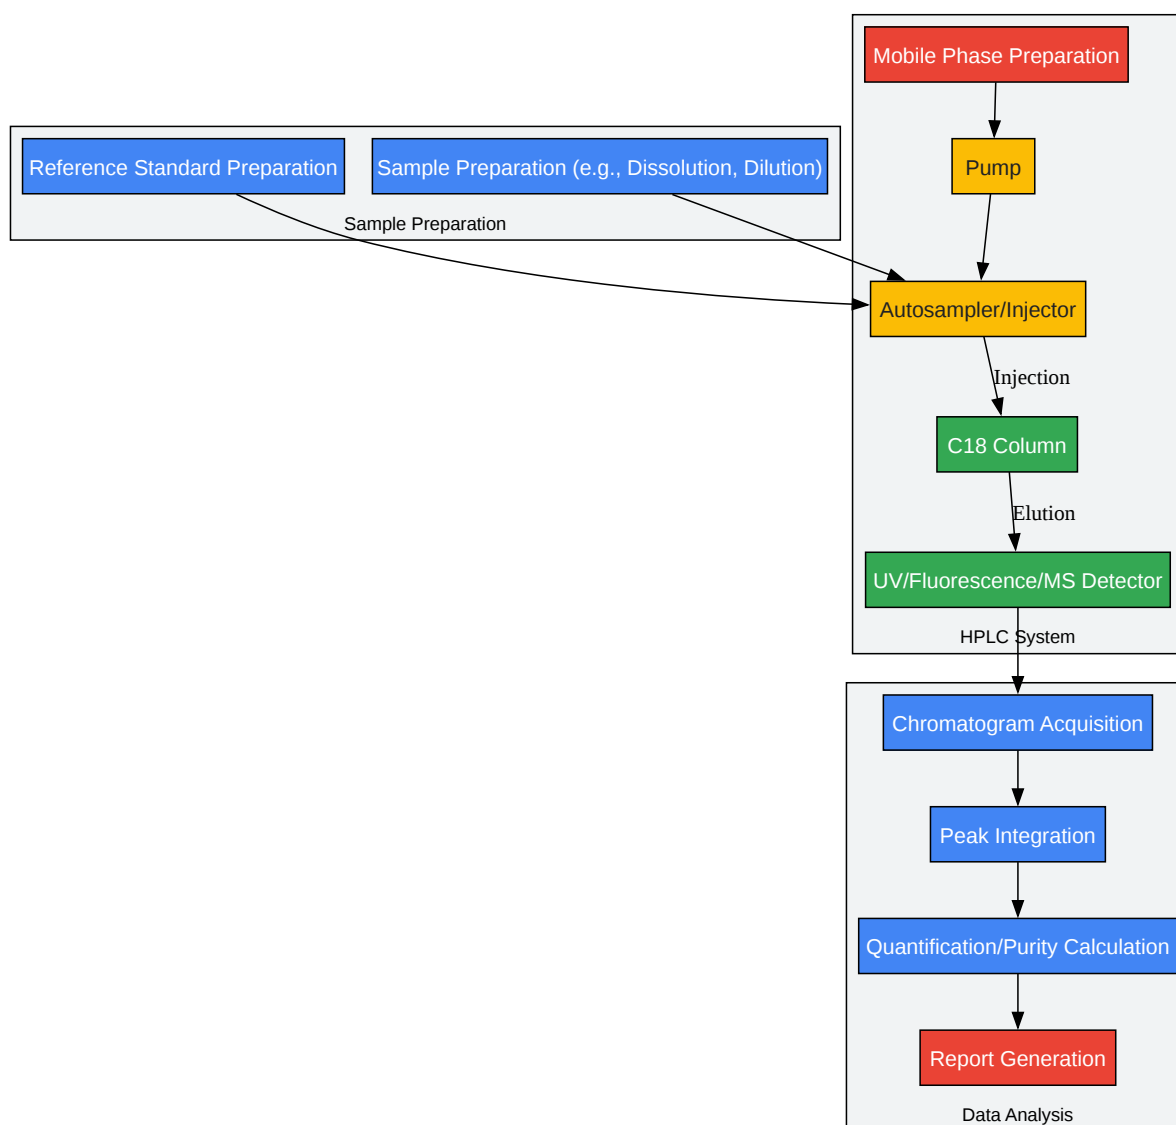 Mobile Phase Preparation
Reference Standard Preparation
Sample Preparation (e.g., Dissolution, Dilution)
Pump
Sample Preparation
Autosampler/Injector
Injection
C18 Column
Elution
UV/Fluorescence/MS Detector
HPLC System
Chromatogram Acquisition
Peak Integration
Quantification/Purity Calculation
Report Generation
Data Analysis